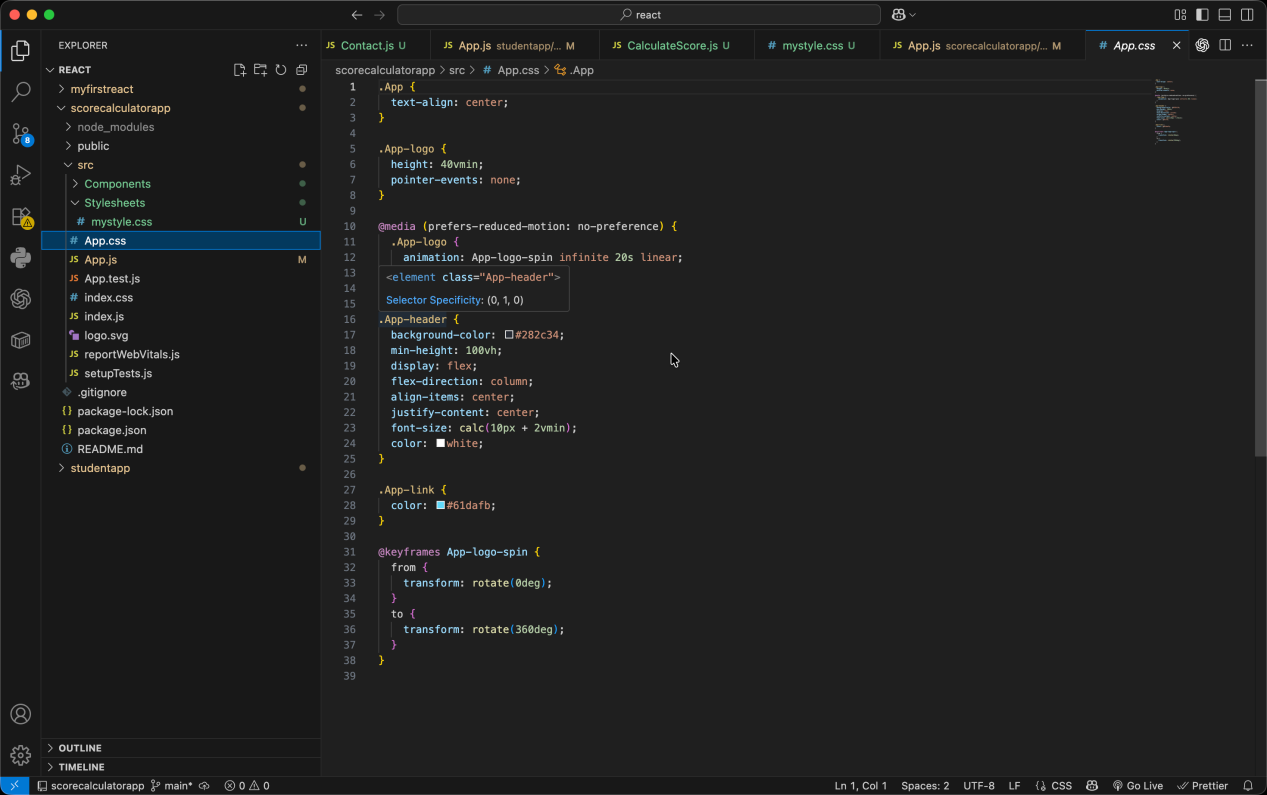 react
EXPLORER
REACT
myfirstreact
scorecalculatorapp
node_modules
public
src
Components
Stylesheets
# mystyle.css U
# App.css
JS App.js M
JS App.test.js
# index.css
JS index.js
logo.svg
JS reportWebVitals.js
JS setupTests.js
.gitignore
{} package-lock.json
{} package.json
README.md
studentapp
OUTLINE
TIMELINE
8
JS Contact.js U
JS App.js studentapp/... M
JS CalculateScore.js U
# mystyle.css U
JS App.js scorecalculatorapp/... M
# App.css
scorecalculatorapp > src > # App.css > .App
1 .App {
2 text-align: center;
3 }
4
5 .App-logo {
6 height: 40vmin;
7 pointer-events: none;
8 }
9
10 @media (prefers-reduced-motion: no-preference) {
11 .App-logo {
12 animation: App-logo-spin infinite 20s linear;
13 <element class="App-header">
14
15 Selector Specificity: (0, 1, 0)
16 .App-header {
17 background-color: #282c34;
18 min-height: 100vh;
19 display: flex;
20 flex-direction: column;
21 align-items: center;
22 justify-content: center;
23 font-size: calc(10px + 2vmin);
24 color: white;
25 }
26
27 .App-link {
28 color: #61dafb;
29 }
30
31 @keyframes App-logo-spin {
32 from {
33 transform: rotate(0deg);
34 }
35 to {
36 transform: rotate(360deg);
37 }
38 }
39
scorecalculatorapp main* 0 0 Ln 1, Col 1 Spaces: 2 UTF-8 LF CSS Go Live Prettier